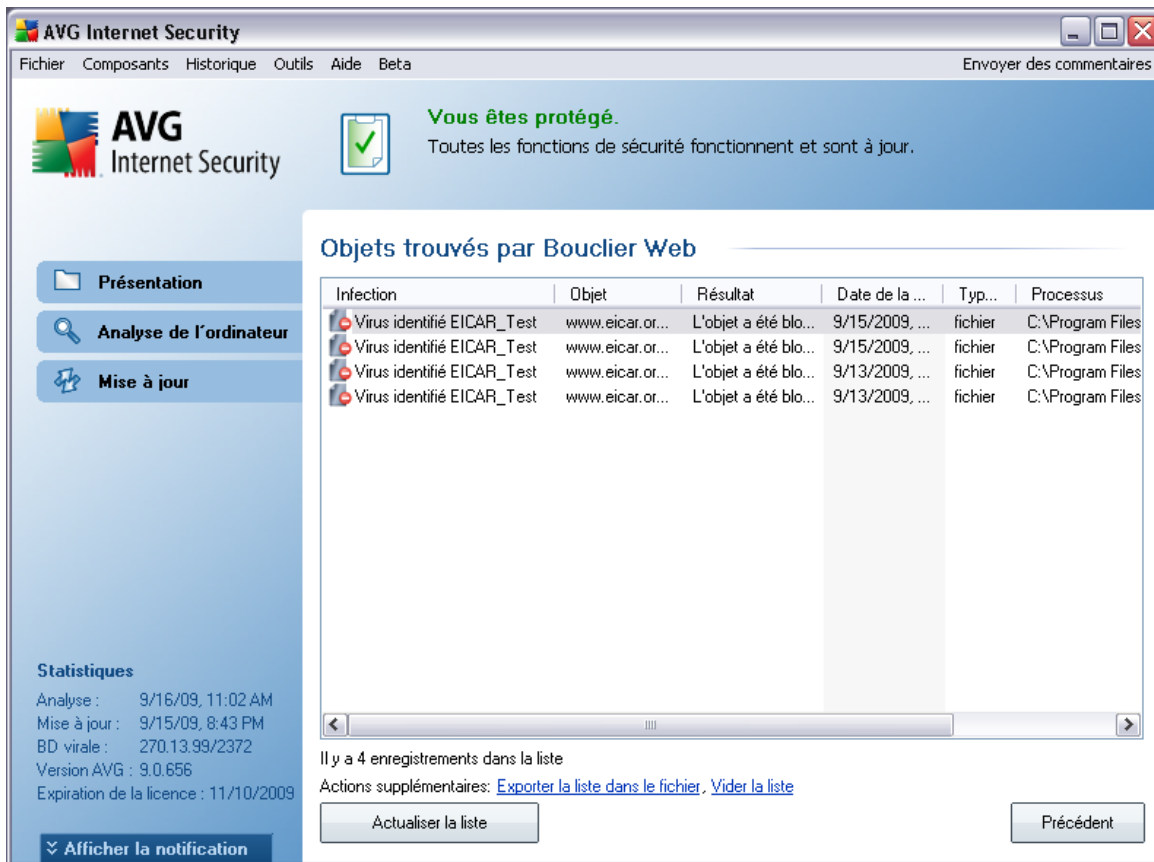 AVG Internet Security
Fichier Composants Historique Outils Aide Beta Envoyer des commentaires
AVG
Internet Security
Vous êtes protégé.
Toutes les fonctions de sécurité fonctionnent et sont à jour.
Présentation
Analyse de l'ordinateur
Mise à jour
Objets trouvés par Bouclier Web
Infection Objet Résultat Date de la ... Typ... Processus
Virus identifié EICAR_Test www.eicar.or... L'objet a été blo... 9/15/2009, ... fichier C:\Program Files
Virus identifié EICAR_Test www.eicar.or... L'objet a été blo... 9/15/2009, ... fichier C:\Program Files
Virus identifié EICAR_Test www.eicar.or... L'objet a été blo... 9/13/2009, ... fichier C:\Program Files
Virus identifié EICAR_Test www.eicar.or... L'objet a été blo... 9/13/2009, ... fichier C:\Program Files
Statistiques
Analyse : 9/16/09, 11:02 AM
Mise à jour : 9/15/09, 8:43 PM
BD virale : 270.13.99/2372
Version AVG : 9.0.656
Expiration de la licence : 11/10/2009
Afficher la notification
Il y a 4 enregistrements dans la liste
Actions supplémentaires: Exporter la liste dans le fichier, Vider la liste
Actualiser la liste Précédent